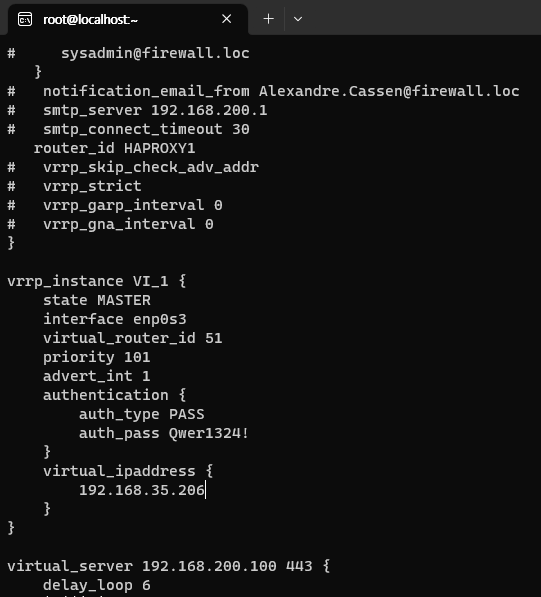 root@localhost:~
#     sysadmin@firewall.loc
   }
#   notification_email_from Alexandre.Cassen@firewall.loc
#   smtp_server 192.168.200.1
#   smtp_connect_timeout 30
   router_id HAPROXY1
#   vrrp_skip_check_adv_addr
#   vrrp_strict
#   vrrp_garp_interval 0
#   vrrp_gna_interval 0
}

vrrp_instance VI_1 {
    state MASTER
    interface enp0s3
    virtual_router_id 51
    priority 101
    advert_int 1
    authentication {
        auth_type PASS
        auth_pass Qwer1324!
    }
    virtual_ipaddress {
        192.168.35.206
    }
}

virtual_server 192.168.200.100 443 {
    delay_loop 6